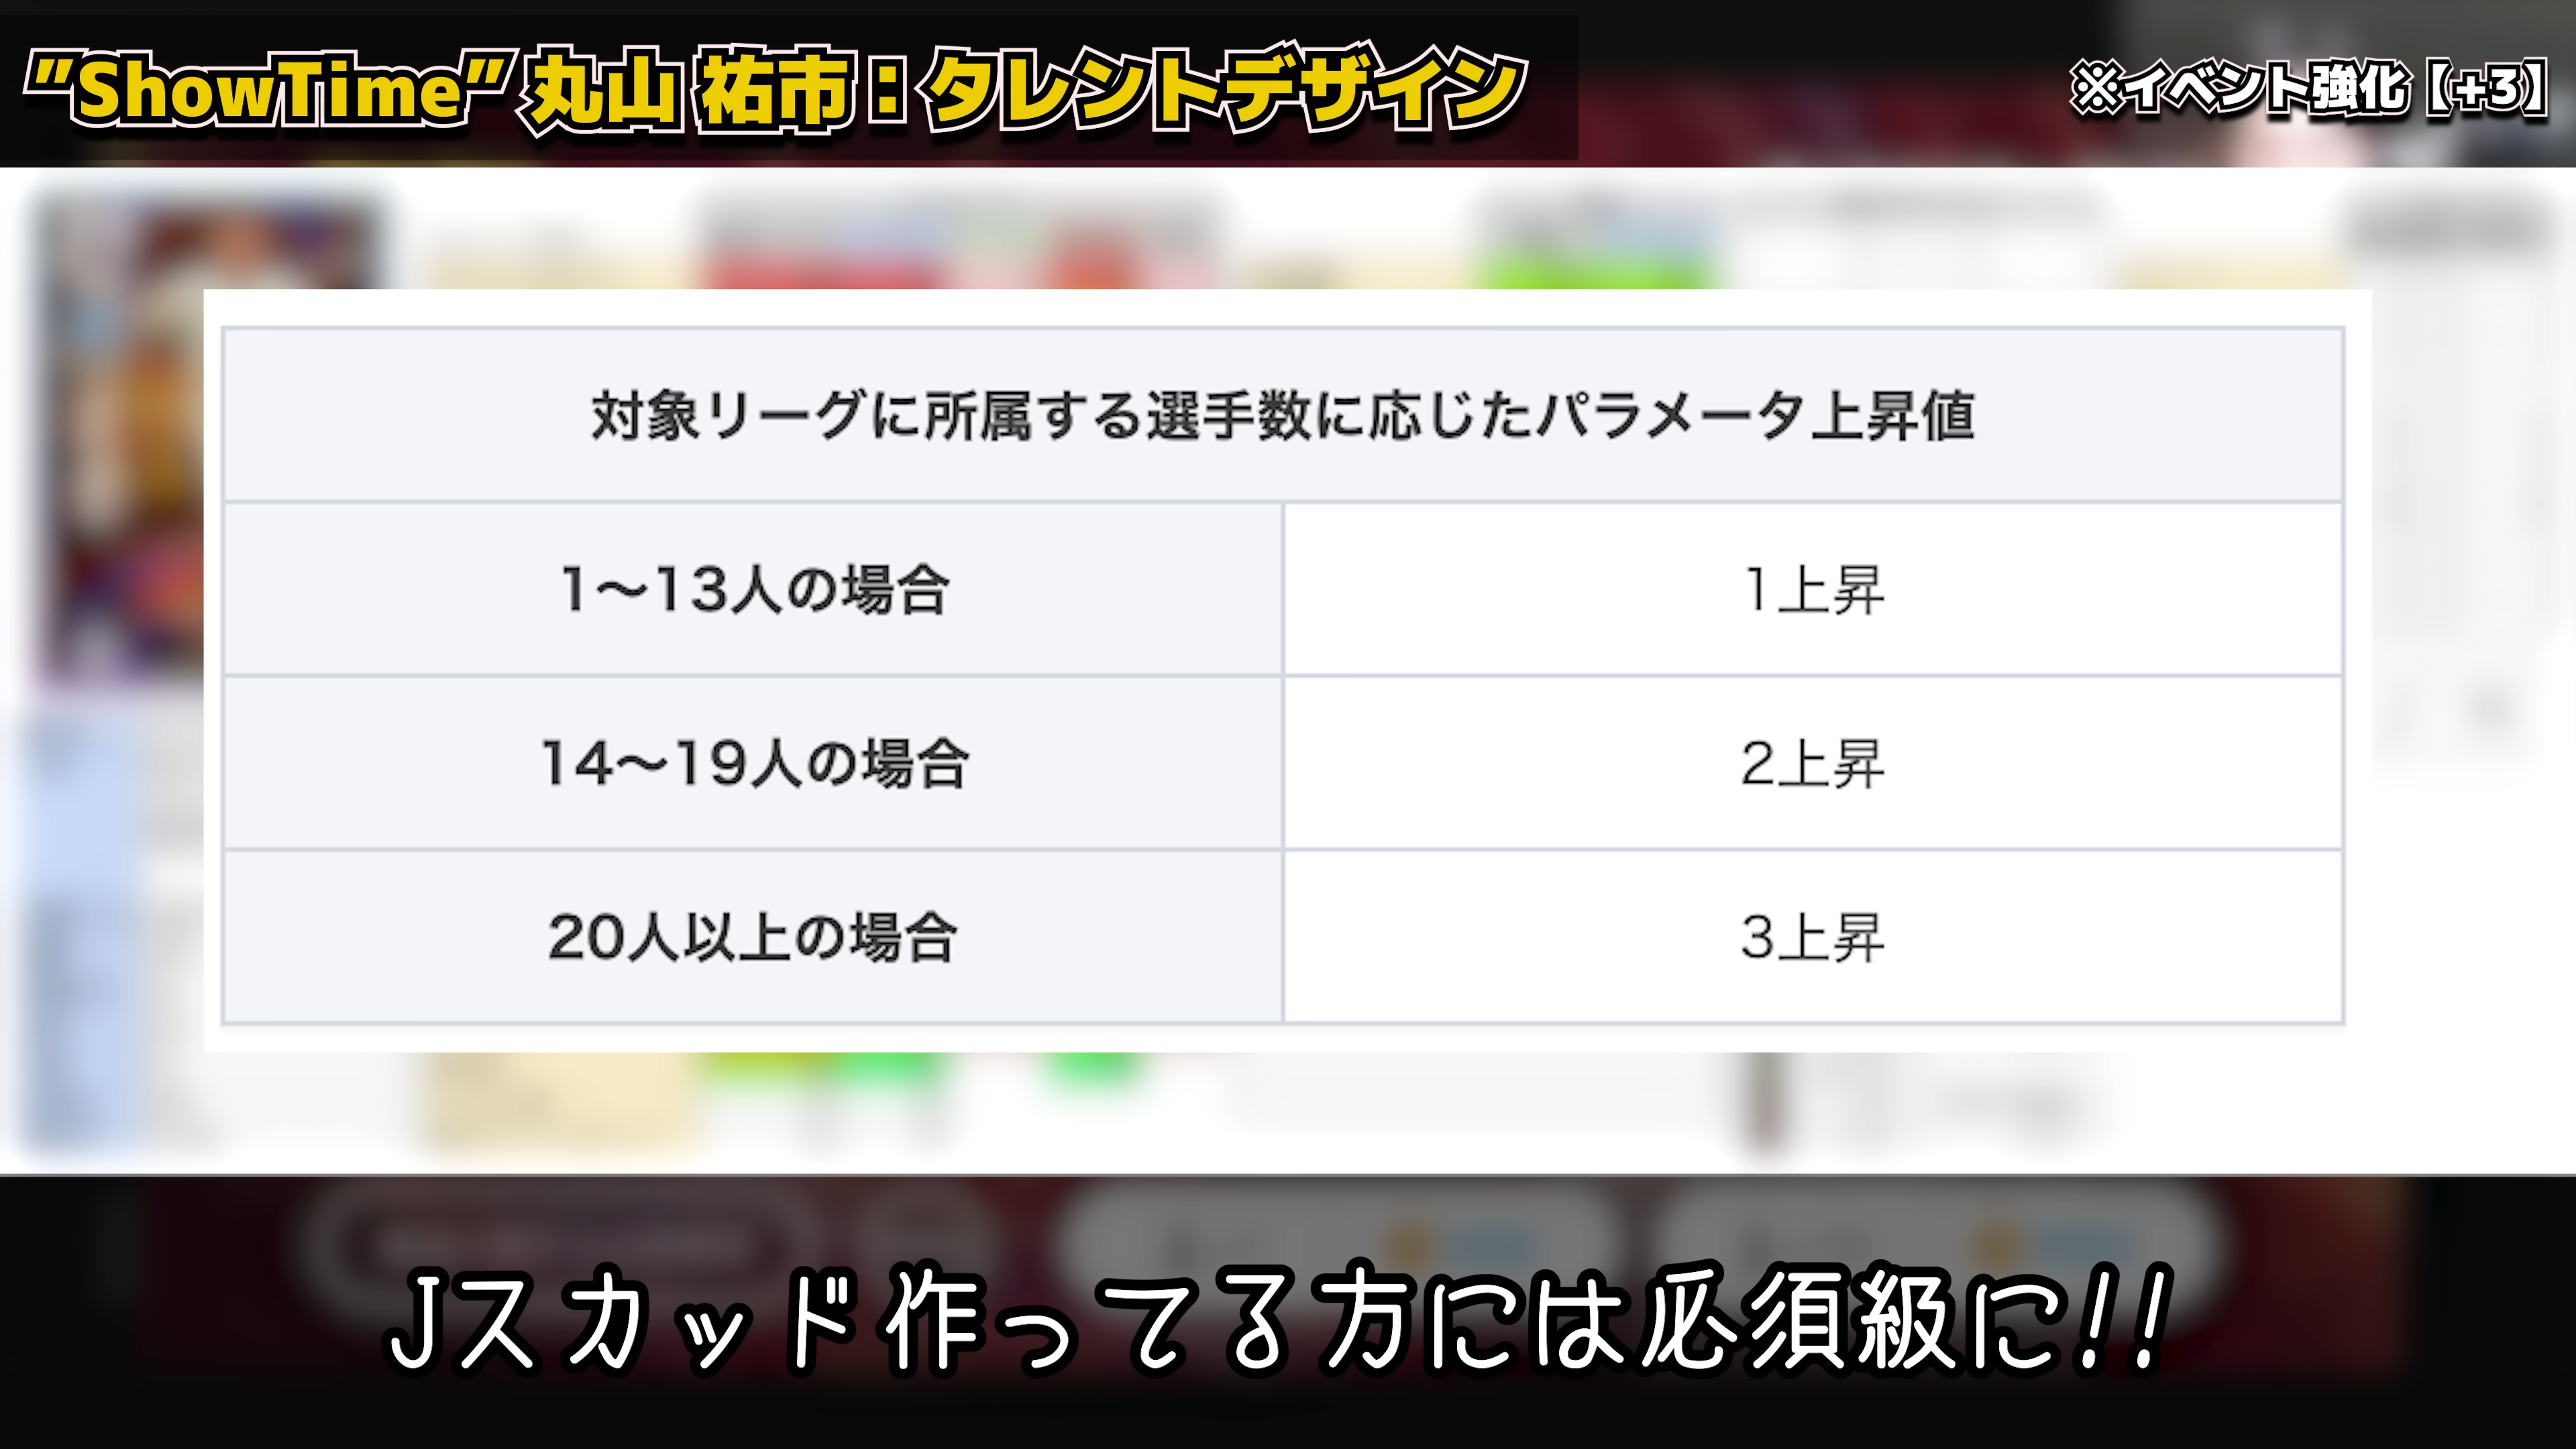 "ShowTime" 丸山 祐市：タレントデザイン
※イベント強化【+3】
対象リーグに所属する選手数に応じたパラメータ上昇値
1〜13人の場合 1上昇
14〜19人の場合 2上昇
20人以上の場合 3上昇
Jスカッド作ってる方には必須級に!!